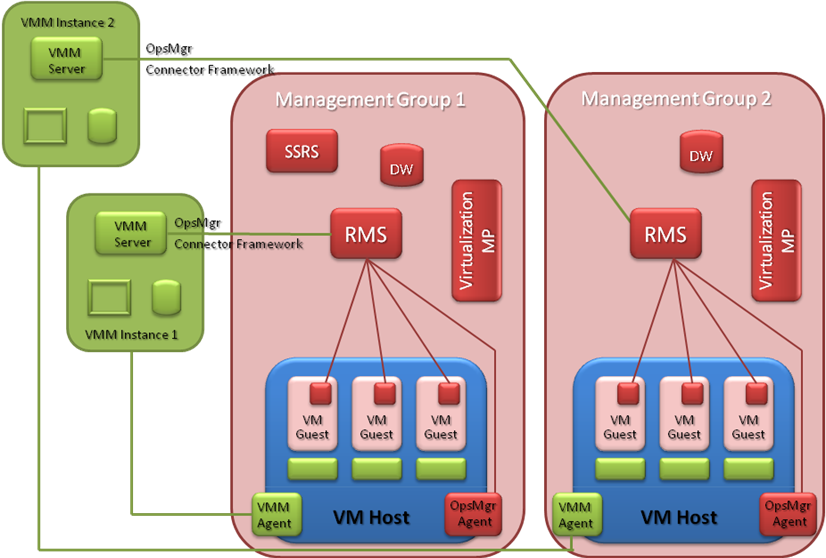 VMM Instance 2
VMM
Server
OpsMgr
Connector Framework
Management Group 1
SSRS
DW
Virtualization
MP
RMS
VMM
Server
OpsMgr
Connector Framework
VMM Instance 1
VM
Guest
VM
Guest
VM
Guest
VMM
Agent
VM Host
OpsMgr
Agent
Management Group 2
DW
Virtualization
MP
RMS
VM
Guest
VM
Guest
VM
Guest
VMM
Agent
VM Host
OpsMgr
Agent